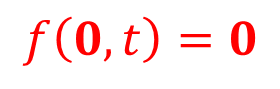 f(0, t) = 0